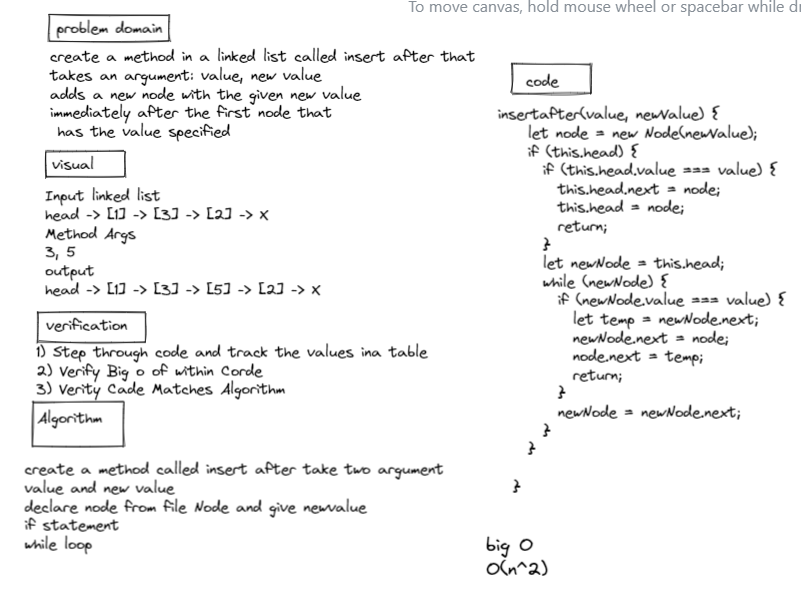 To move canvas, hold mouse wheel or spacebar while
problem domain
create a method in a linked list called insert after that
takes an argument: value, new value
adds a new node with the given new value
immediately after the first node that
has the value specified
visual
Input linked list
head -> [1] -> [3] -> [2] -> x
Method Args
3, 5
output
head -> [1] -> [3] -> [5] -> [2] -> x
verification
1) Step through code and track the values ina table
2) Verify Big o of within Corde
3) Verity Cade Matches Algorithm
Algorithm
create a method called insert after take two argument
value and new value
declare node from file Node and give newvalue
if statement
while loop
code
insertafter(value, newValue) {
let node = new Node(newValue);
if (this.head) {
if (this.head.value === value) {
this.head.next = node;
this.head = node;
return;
}
let newNode = this.head;
while (newNode) {
if (newNode.value === value) {
let temp = newNode.next;
newNode.next = node;
node.next = temp;
return;
}
newNode = newNode.next;
}
}
}
big O
O(n^2)